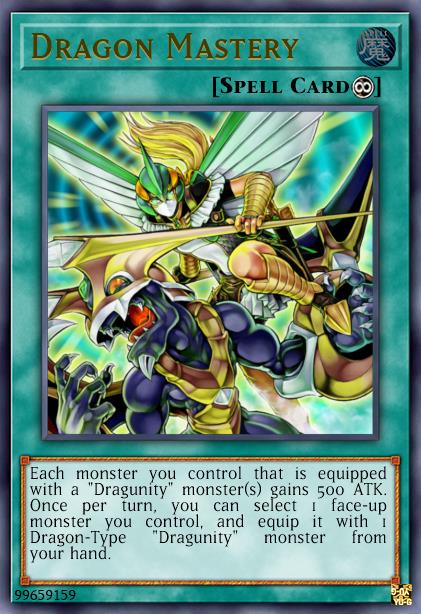 Dragon Mastery
[Spell Card♾]
Each monster you control that is equipped
with a "Dragunity" monster(s) gains 500 ATK.
Once per turn, you can select 1 face-up
monster you control, and equip it with 1
Dragon-Type "Dragunity" monster from
your hand.
99659159